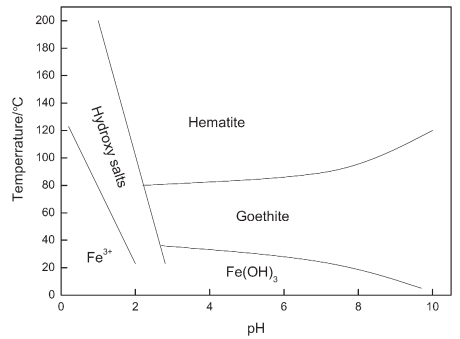 200
180
160
140
120
100
80
60
40
20
0
Temperrature/°C
Hematite
Hydroxy salts
Goethite
Fe³⁺
Fe(OH)₃
0 2 4 6 8 10
pH